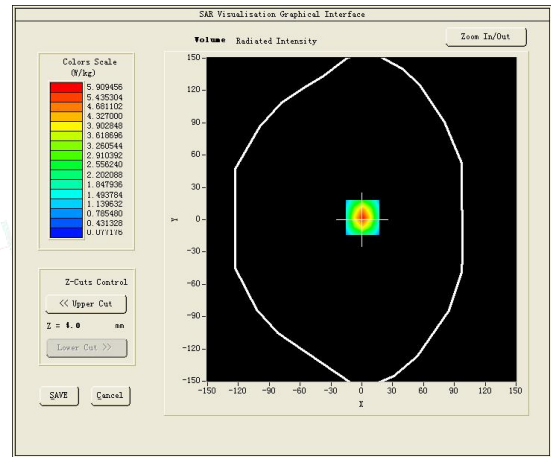 SAR Visualisation Graphical Interface
Volume Radiated Intensity
Zoom In/Out
Colors Scale
(W/kg)
5.909456
5.435304
4.681102
4.327000
3.902848
3.618696
3.260544
2.910392
2.556240
2.202088
1.847936
1.493784
1.139632
0.785480
0.431328
0.077176
Z-Cuts Control
<< Upper Cut
Z = 4.0 mm
Lower Cut >>
SAVE Cancel
150
120
90
60
30
0
-30
-60
-90
-120
-150
Y
-150 -120 -90 -60 -30 0 30 60 90 120 150
X